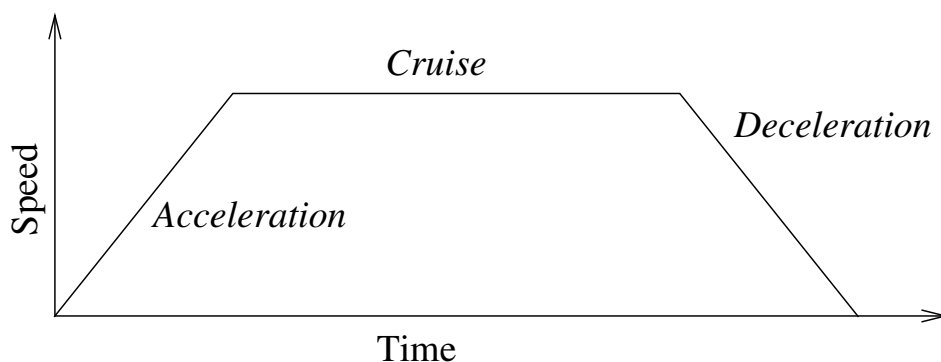 Cruise
Deceleration
Speed
Acceleration
Time